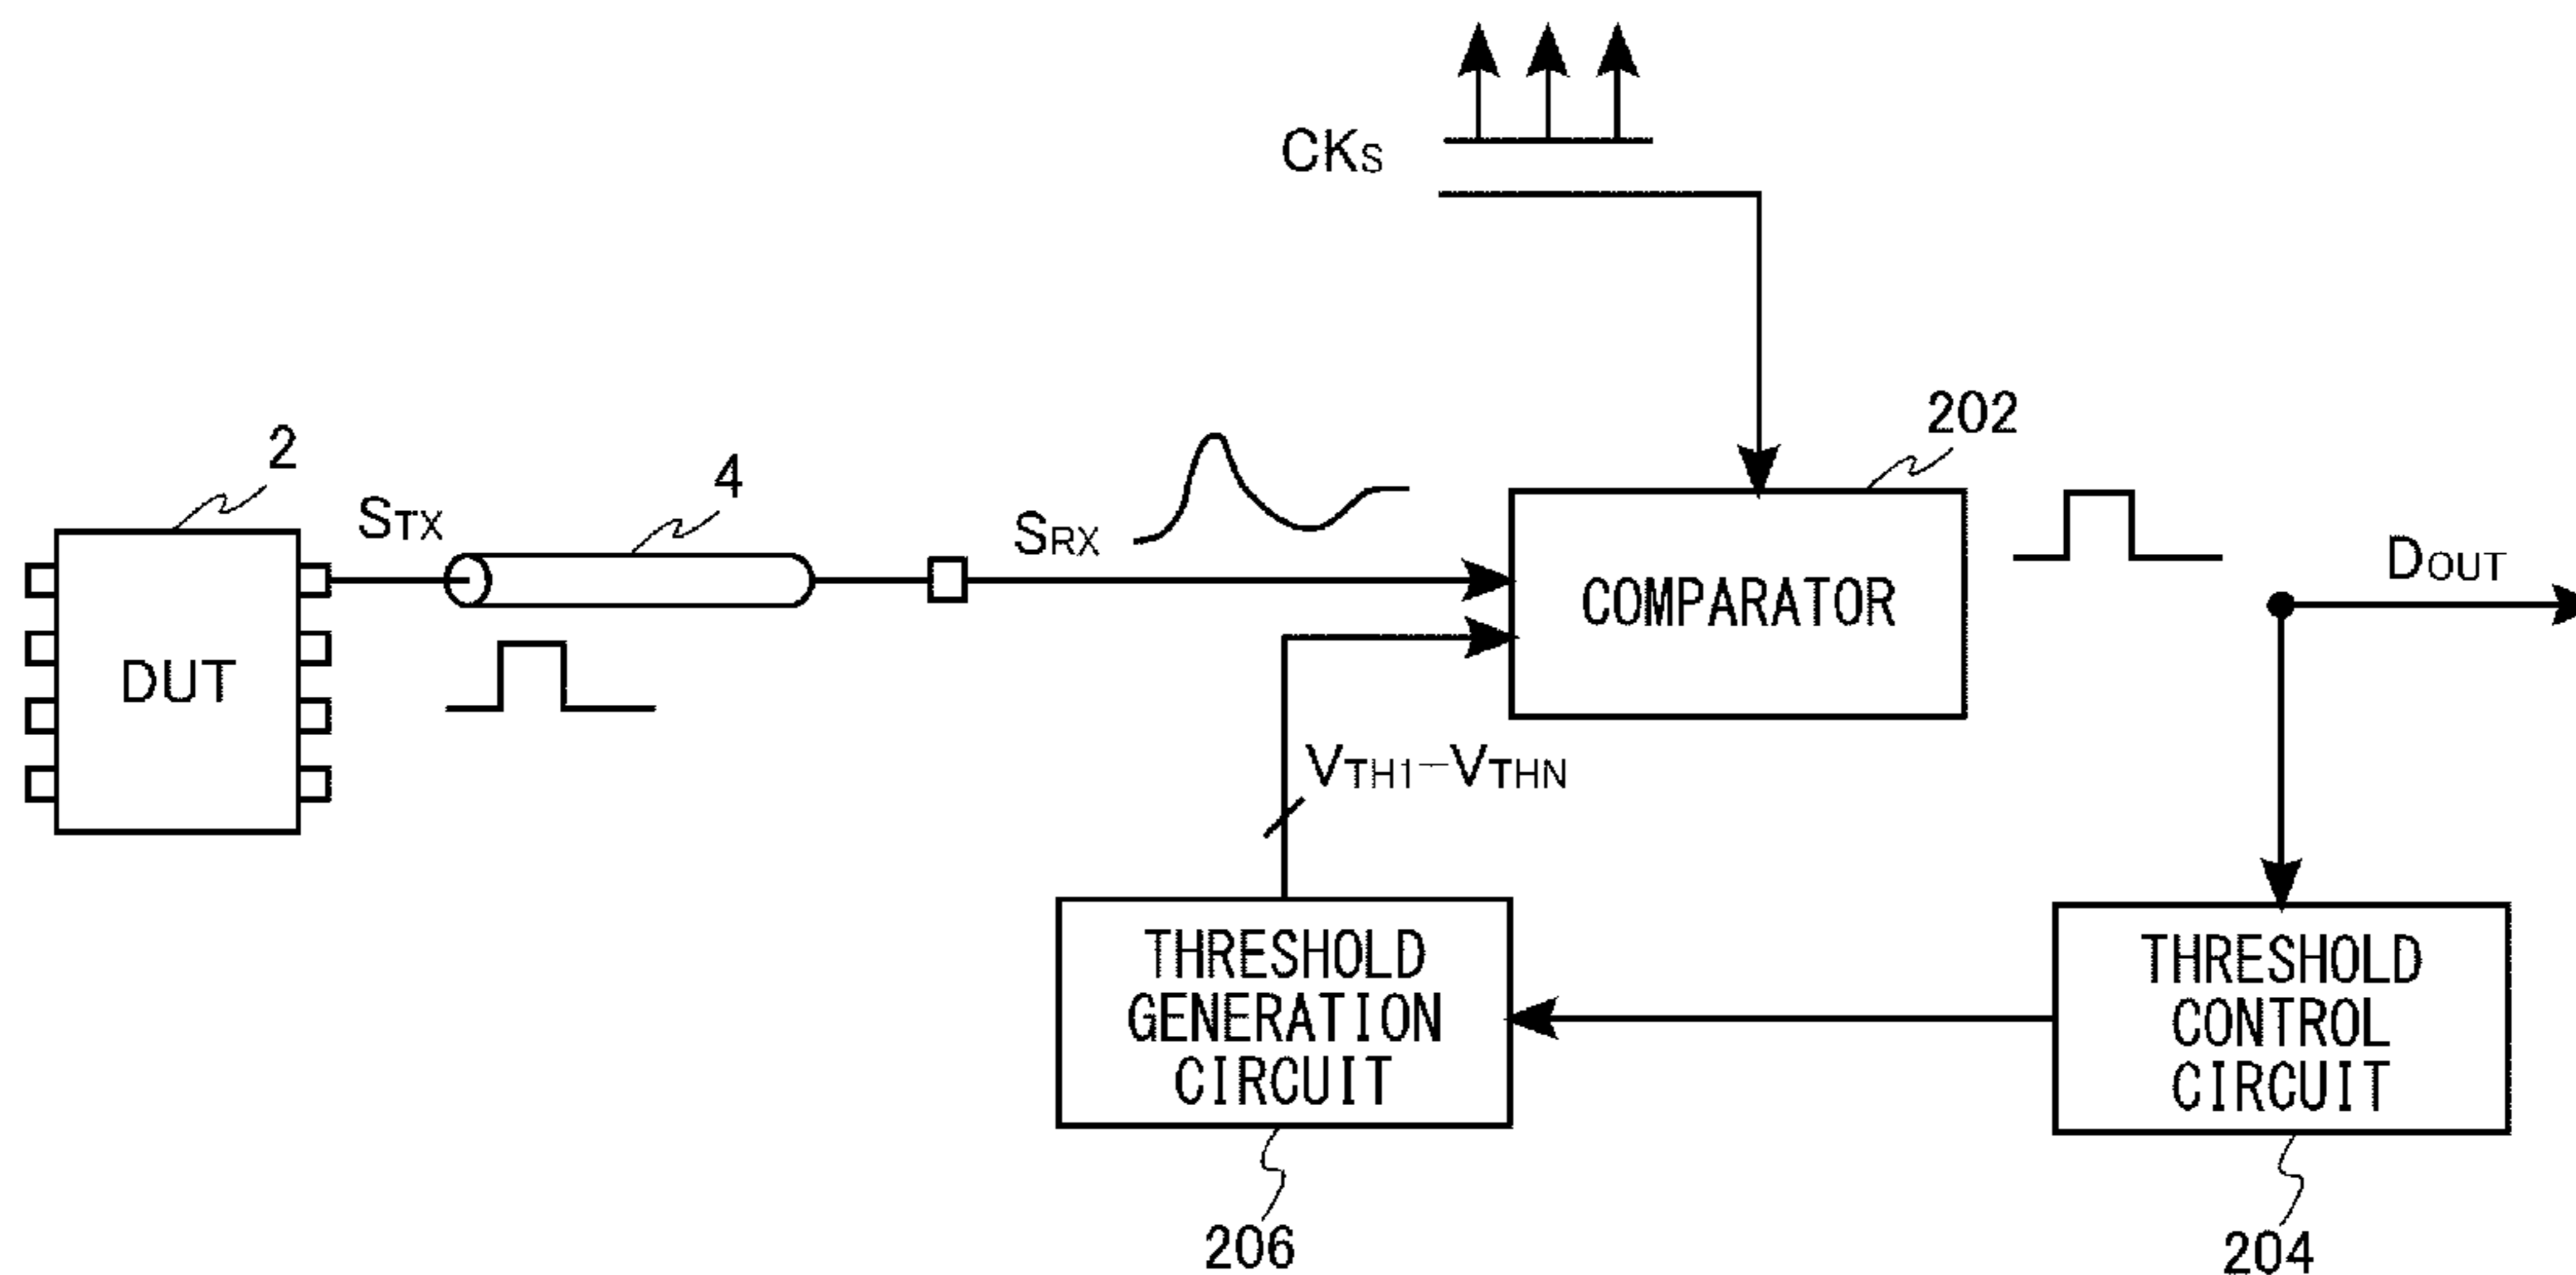 CKS
202
2
4
STX
SRX
DOUT
COMPARATOR
DUT
VTH1-VTHN
THRESHOLD
GENERATION
CIRCUIT
THRESHOLD
CONTROL
CIRCUIT
206
204